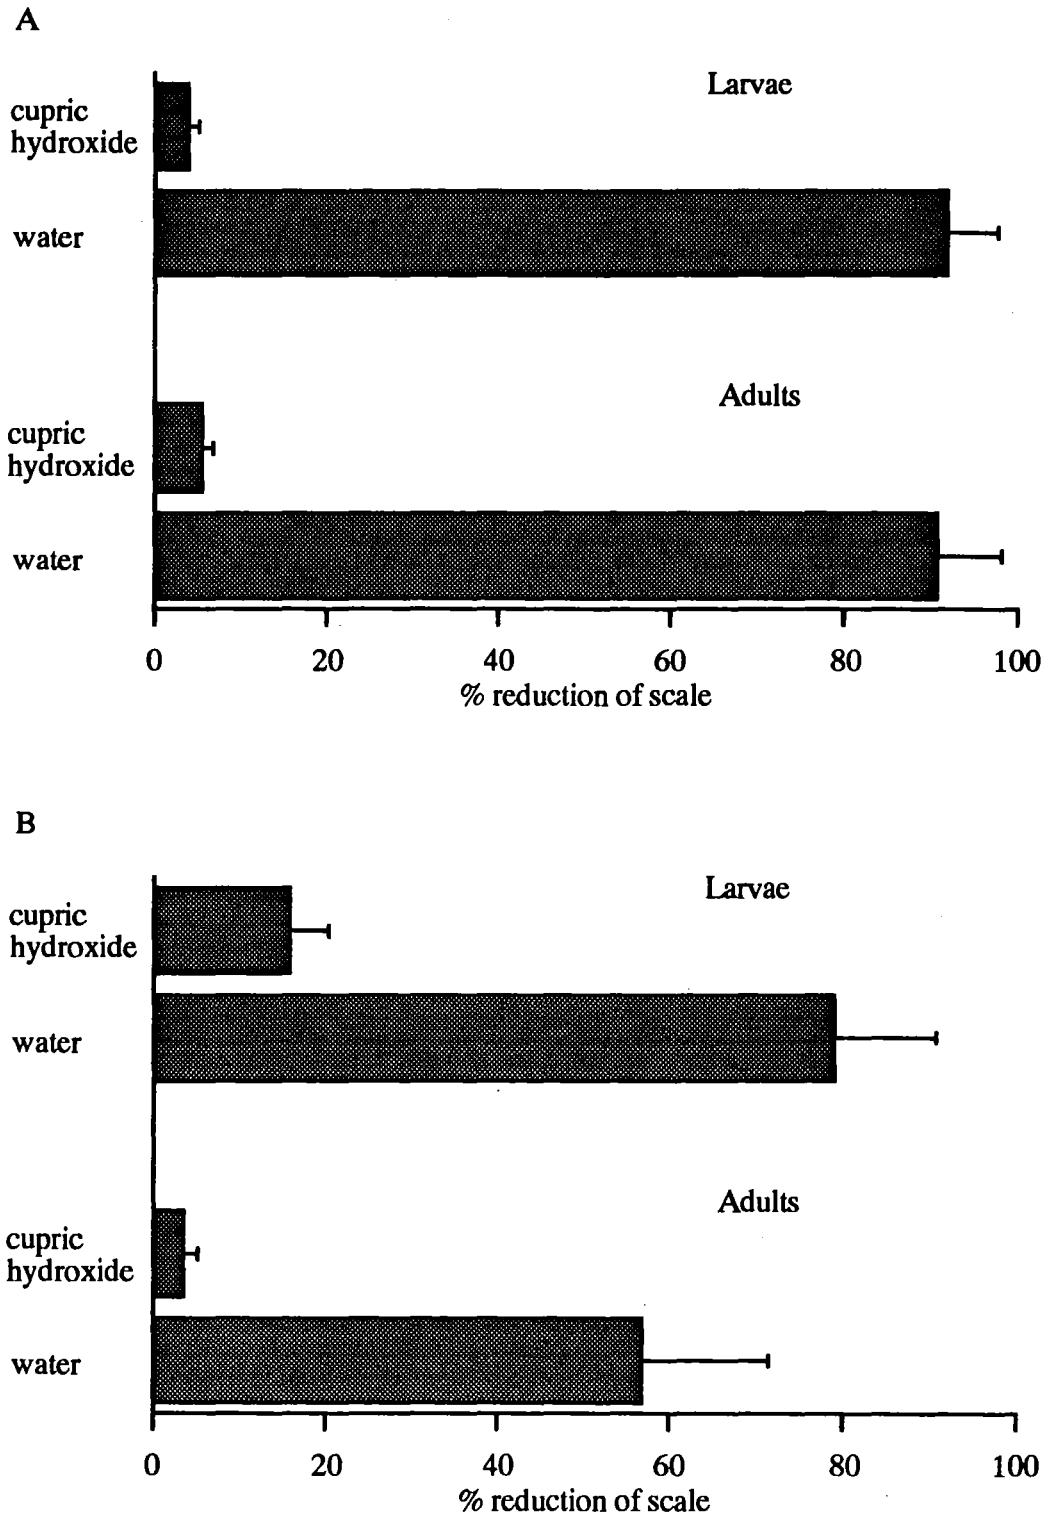 A
Larvae
cupric
hydroxide
water
Adults
cupric
hydroxide
water
0 20 40 60 80 100
% reduction of scale
B
Larvae
cupric
hydroxide
water
Adults
cupric
hydroxide
water
0 20 40 60 80 100
% reduction of scale